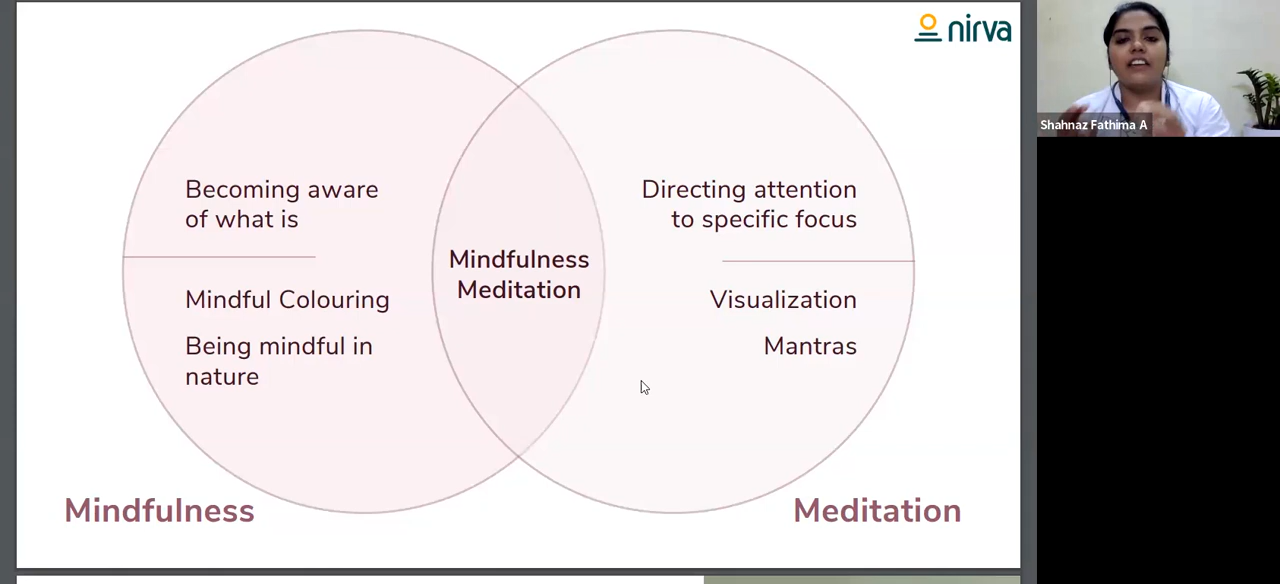 nirva
Shahnaz Fathima A
Becoming aware
of what is
Mindful Colouring
Being mindful in
nature
Mindfulness
Meditation
Directing attention
to specific focus
Visualization
Mantras
Mindfulness
Meditation